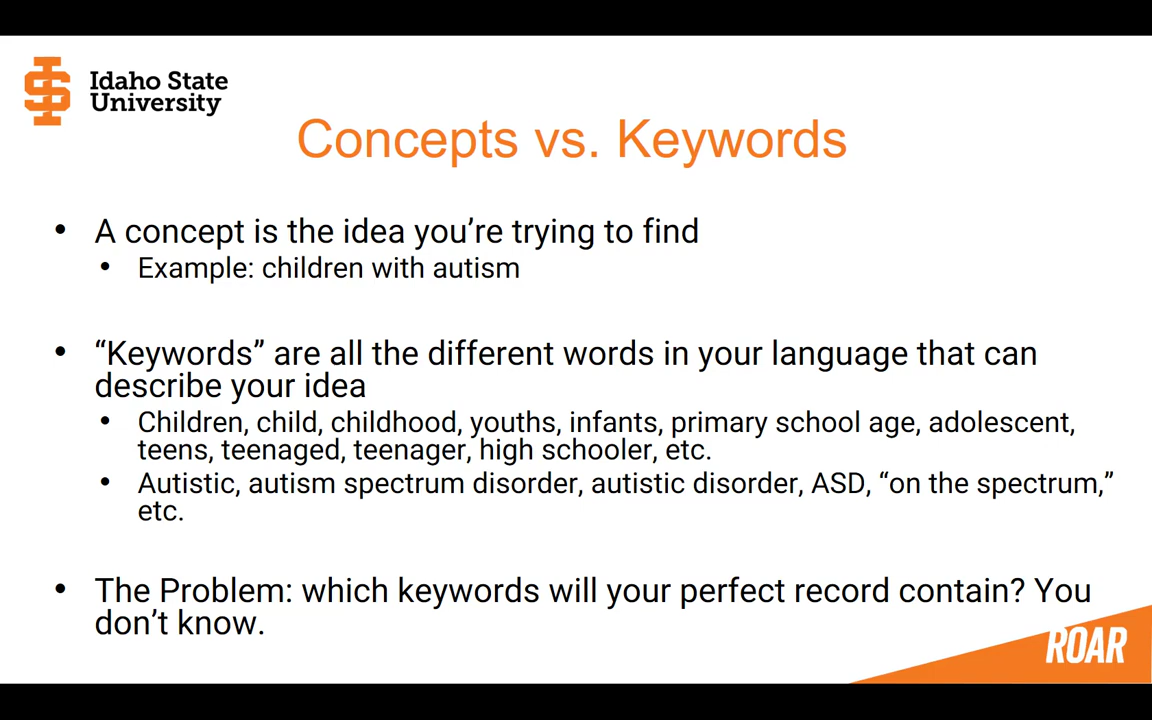 Idaho State
University
Concepts vs. Keywords
• A concept is the idea you’re trying to find
• Example: children with autism
• “Keywords” are all the different words in your language that can
describe your idea
• Children, child, childhood, youths, infants, primary school age, adolescent,
teens, teenaged, teenager, high schooler, etc.
• Autistic, autism spectrum disorder, autistic disorder, ASD, “on the spectrum,”
etc.
• The Problem: which keywords will your perfect record contain? You
don’t know.
ROAR